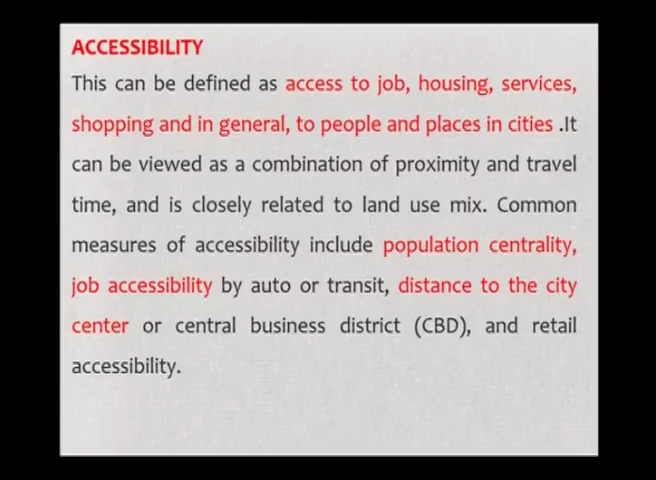 ACCESSIBILITY
This can be defined as access to job, housing, services,
shopping and in general, to people and places in cities .It
can be viewed as a combination of proximity and travel
time, and is closely related to land use mix. Common
measures of accessibility include population centrality,
job accessibility by auto or transit, distance to the city
center or central business district (CBD), and retail
accessibility.